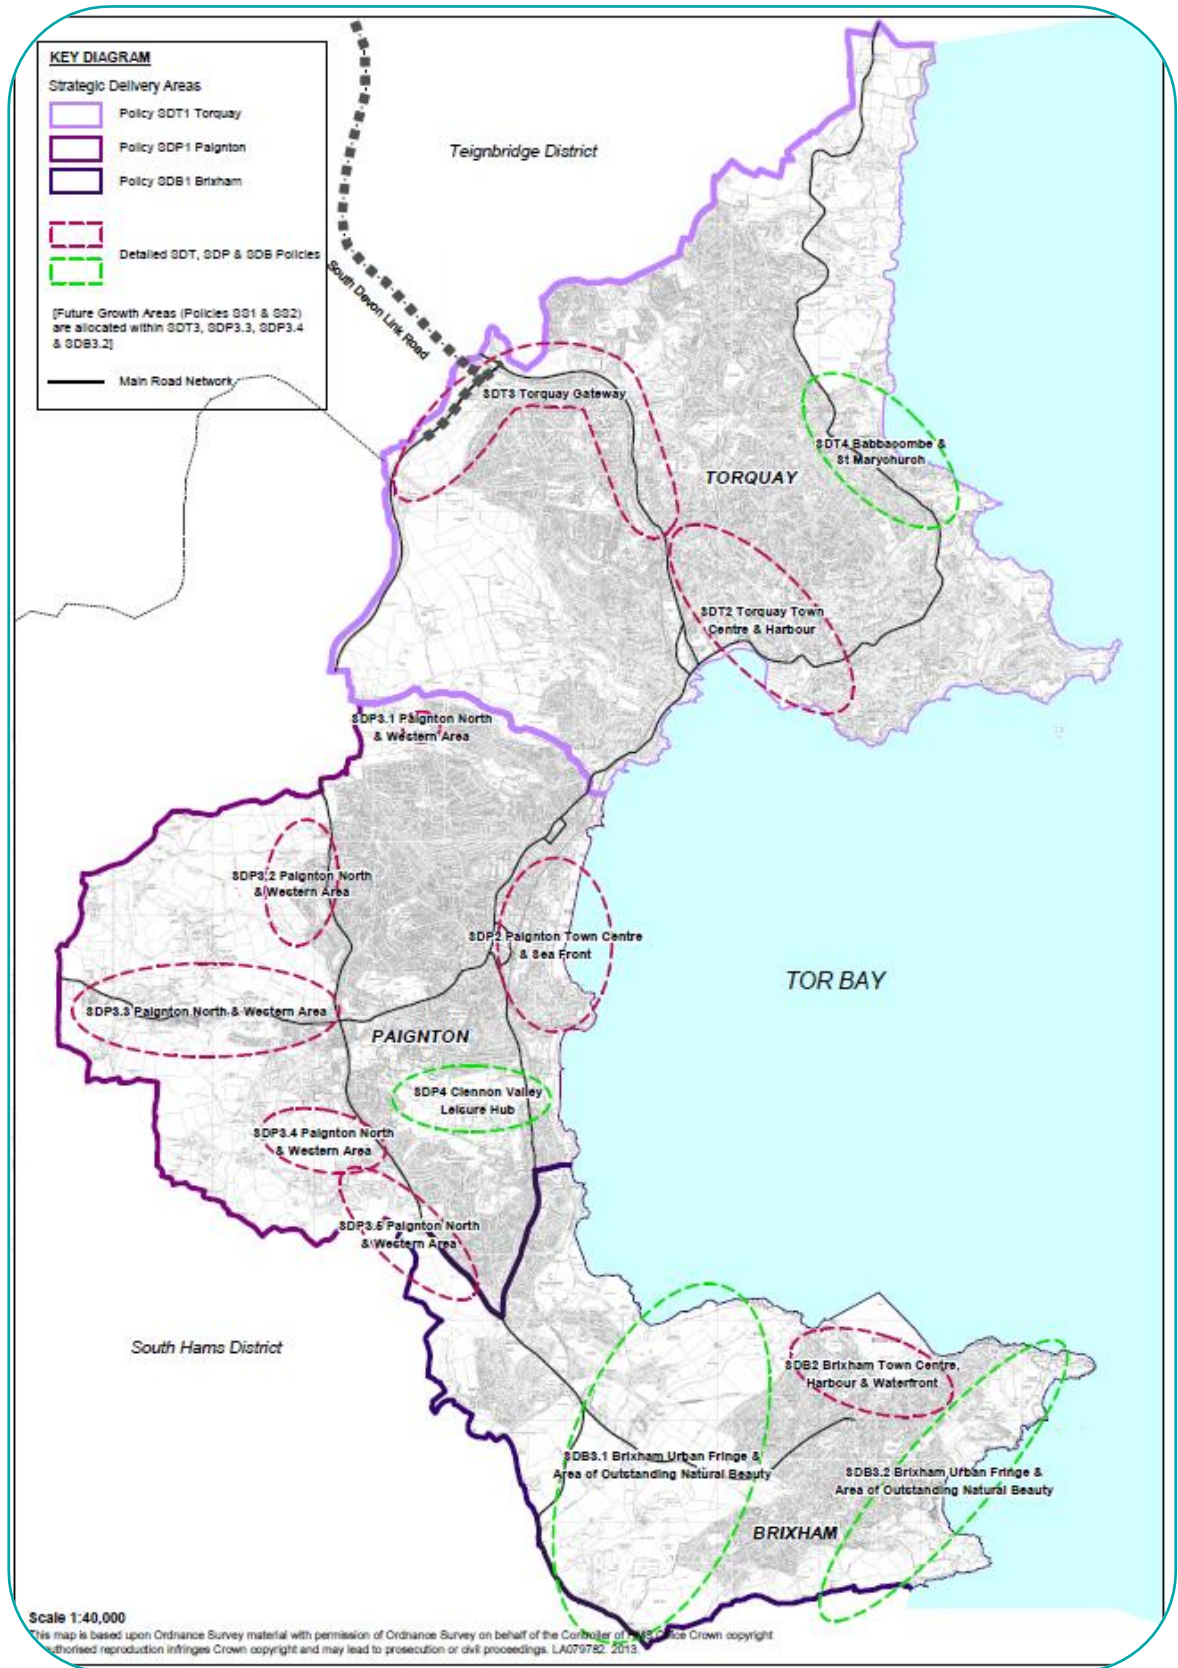 KEY DIAGRAM
Strategic Delivery Areas
Policy SDT1 Torquay
Policy SDP1 Paignton
Policy SDB1 Brixham
Detailed SDT, SDP & SDB Policies
[Future Growth Areas (Policies SS1 & SS2)
are allocated within SDT3, SDP3.3, SDP3.4
& SDB3.2]
Main Road Network
Teignbridge District
South Devon Link Road
SDT3 Torquay Gateway
SDT4 Babbacombe &
St Marychurch
TORQUAY
SDT2 Torquay Town
Centre & Harbour
SDP3.1 Paignton North
& Western Area
SDP3.2 Paignton North
& Western Area
SDP2 Paignton Town Centre
& Sea Front
TOR BAY
SDP3.3 Paignton North & Western Area
PAIGNTON
SDP4 Clennon Valley
Leisure Hub
SDP3.4 Paignton North
& Western Area
SDP3.5 Paignton North
& Western Area
South Hams District
SDB2 Brixham Town Centre,
Harbour & Waterfront
SDB3.1 Brixham Urban Fringe &
Area of Outstanding Natural Beauty
SDB3.2 Brixham Urban Fringe &
Area of Outstanding Natural Beauty
BRIXHAM
Scale 1:40,000
This map is based upon Ordnance Survey material with permission of Ordnance Survey on behalf of the Controller of Crown copyright
reproduction infringes Crown copyright and may lead to prosecution or civil proceedings. LA079782. 2013.